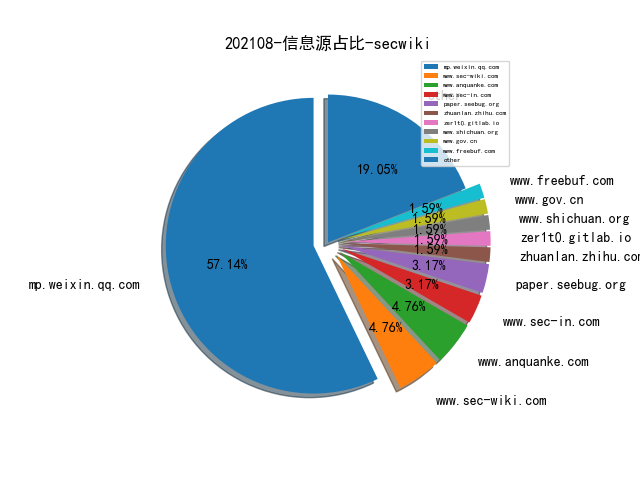 202108-信息源占比-secwiki
mp.weixin.qq.com
www.sec-wiki.com
www.anquanke.com
www.sec-in.com
paper.seebug.org
zhuanlan.zhihu.com
zer1t0.gitlab.io
www.shichuan.org
www.gov.cn
www.freebuf.com
other
19.05%
www.freebuf.com
1.59%
www.gov.cn
1.59%
www.shichuan.org
1.59%
zer1t0.gitlab.io
1.59%
zhuanlan.zhihu.com
1.59%
3.17%
paper.seebug.org
57.14%
mp.weixin.qq.com
3.17%
4.76%
www.sec-in.com
4.76%
www.anquanke.com
www.sec-wiki.com